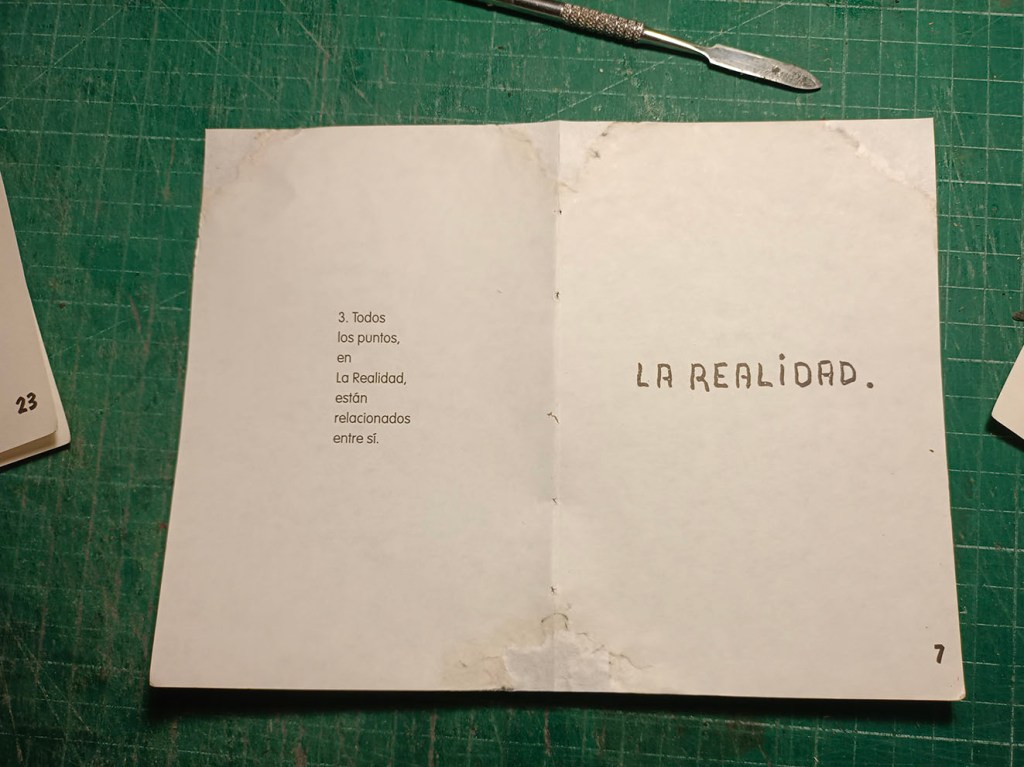 3. Todos
los puntos,
en
La Realidad,
están
relacionados
entre sí.
LA REALiDAD.
7
23